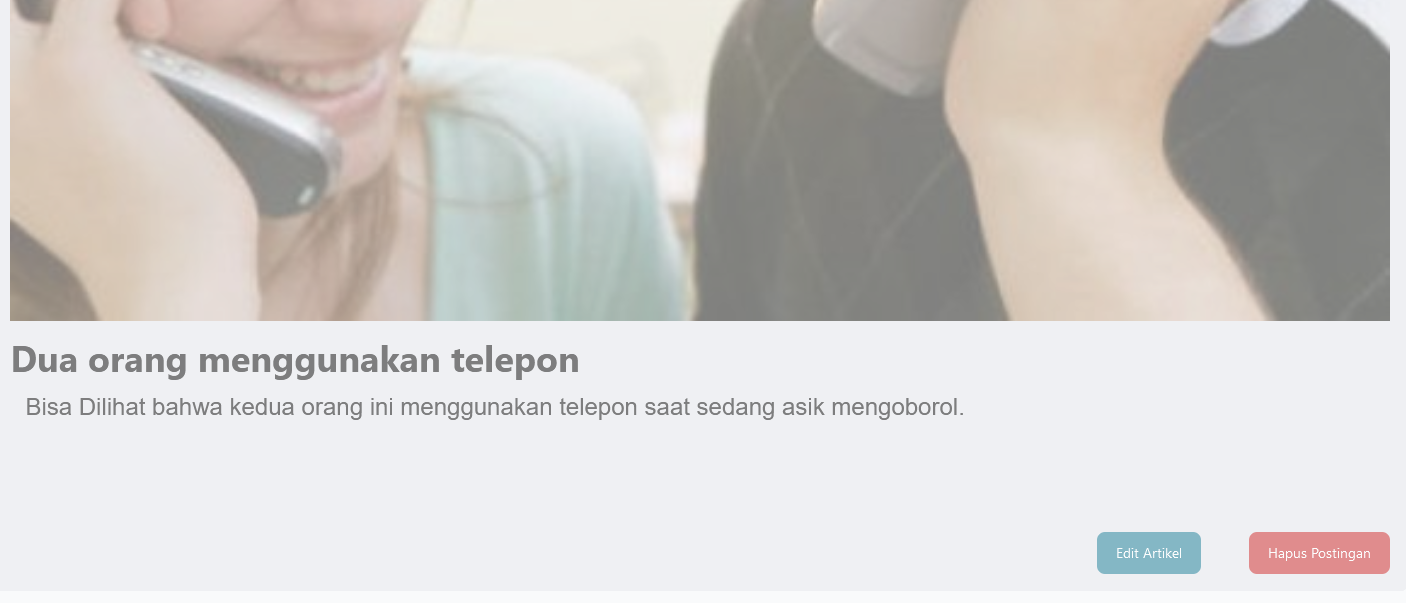 Dua orang menggunakan telepon
Bisa Dilihat bahwa kedua orang ini menggunakan telepon saat sedang asik mengoborol.
Edit Artikel
Hapus Postingan